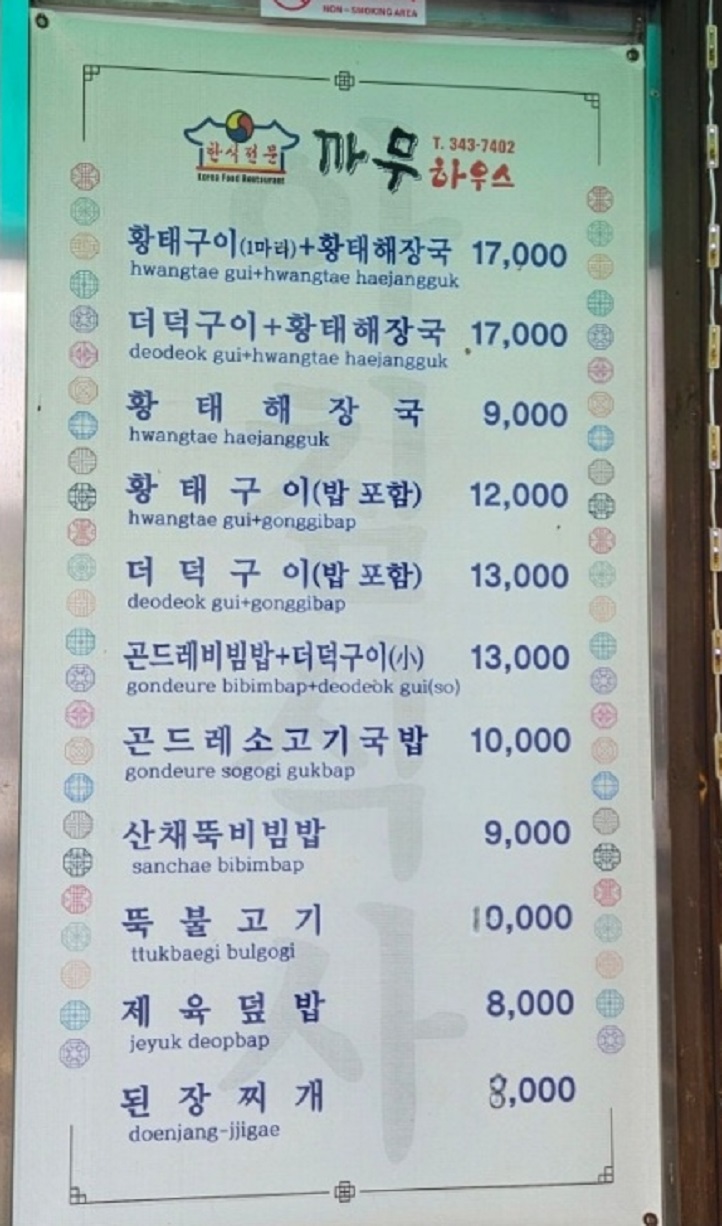 NON-SMOKING AREA
한식전문
Korea Food Restaurant
까무
T. 343-7402
하우스
황태구이(1마리)+황태해장국 17,000
hwangtae gui+hwangtae haejangguk
더덕구이+황태해장국 17,000
deodeok gui+hwangtae haejangguk
황태해장국 9,000
hwangtae haejangguk
황태구이(밥 포함) 12,000
hwangtae gui+gonggibap
더덕구이(밥 포함) 13,000
deodeok gui+gonggibap
곤드레비빔밥+더덕구이(小) 13,000
gondeure bibimbap+deodeok gui(so)
곤드레소고기국밥 10,000
gondeure sogogi gukbap
산채뚝비빔밥 9,000
sanchae bibimbap
뚝불고기 10,000
ttukbaegi bulgogi
제육덮밥 8,000
jeyuk deopbap
된장찌개 8,000
doenjang-jjigae